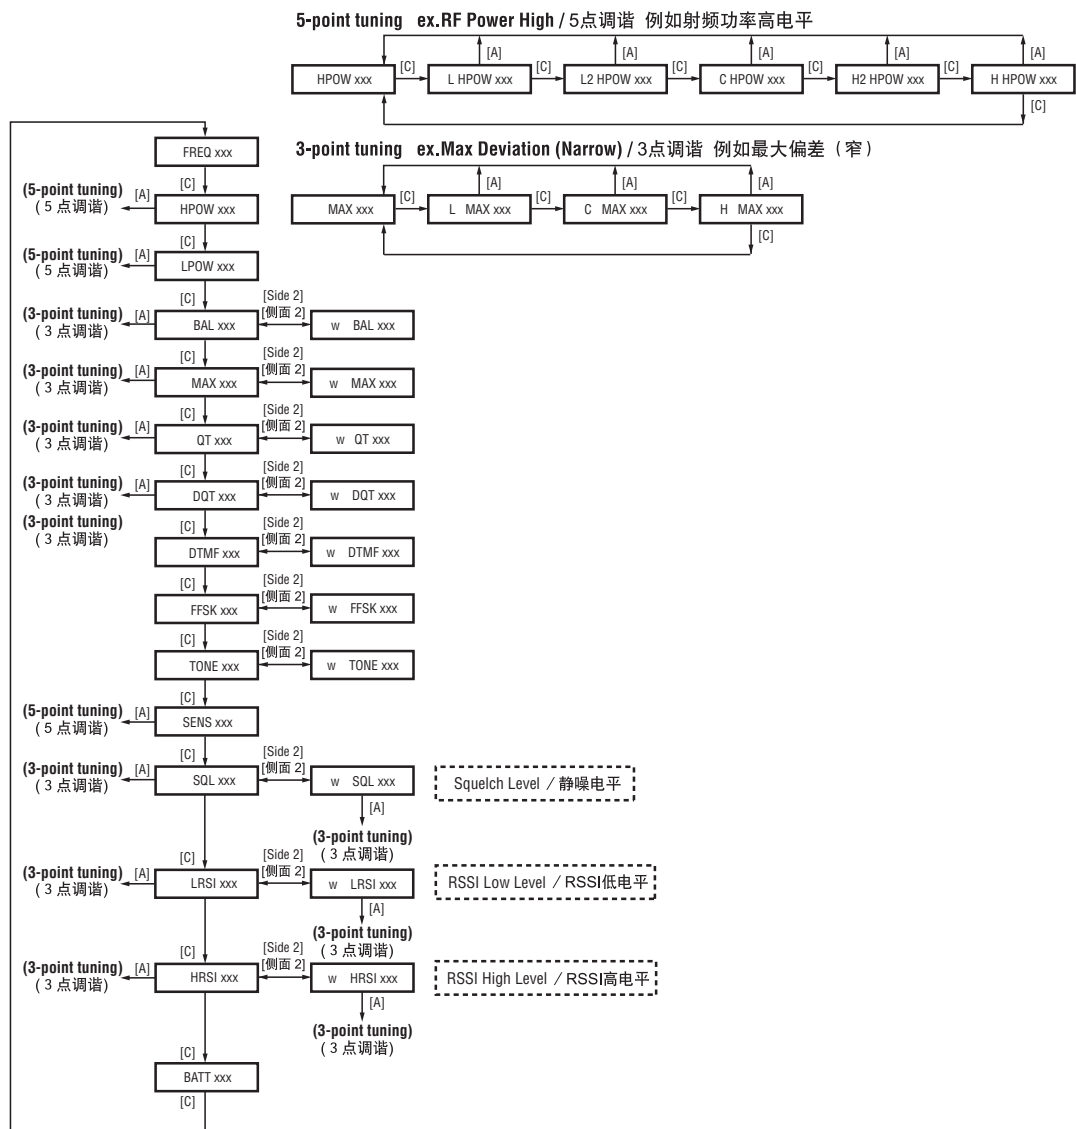 5-point tuning ex.RF Power High / 5点调谐 例如射频功率高电平
[A] [A] [A] [A] [A]
HPOW xxx [C] L HPOW xxx [C] L2 HPOW xxx [C] C HPOW xxx [C] H2 HPOW xxx [C] H HPOW xxx
[C]
3-point tuning ex.Max Deviation (Narrow) / 3点调谐 例如最大偏差（窄）
[A] [A] [A]
MAX xxx [C] L MAX xxx [C] C MAX xxx [C] H MAX xxx
[C]
FREQ xxx
[C]
(5-point tuning) [A] HPOW xxx
(5 点调谐)
[C]
(5-point tuning) [A] LPOW xxx
(5 点调谐)
[C] [Side 2]
(3-point tuning) [A] BAL xxx [侧面 2] w BAL xxx
(3 点调谐)
[C] [Side 2]
(3-point tuning) [A] MAX xxx [侧面 2] w MAX xxx
(3 点调谐)
[C] [Side 2]
(3-point tuning) [A] QT xxx [侧面 2] w QT xxx
(3 点调谐)
[C] [Side 2]
(3-point tuning) [A] DQT xxx [侧面 2] w DQT xxx
(3 点调谐)
(3-point tuning)
(3 点调谐)
[C] [Side 2]
DTMF xxx [侧面 2] w DTMF xxx
[C] [Side 2]
FFSK xxx [侧面 2] w FFSK xxx
[C] [Side 2]
TONE xxx [侧面 2] w TONE xxx
[C]
(5-point tuning) [A] SENS xxx
(5 点调谐)
[C] [Side 2]
(3-point tuning) [A] SQL xxx [侧面 2] w SQL xxx Squelch Level / 静噪电平
(3 点调谐)
[A]
(3-point tuning)
(3 点调谐)
[C] [Side 2]
(3-point tuning) [A] LRSI xxx [侧面 2] w LRSI xxx RSSI Low Level / RSSI低电平
(3 点调谐)
[A]
(3-point tuning)
(3 点调谐)
[C] [Side 2]
(3-point tuning) [A] HRSI xxx [侧面 2] w HRSI xxx RSSI High Level / RSSI高电平
(3 点调谐)
[A]
(3-point tuning)
(3 点调谐)
[C]
BATT xxx
[C]